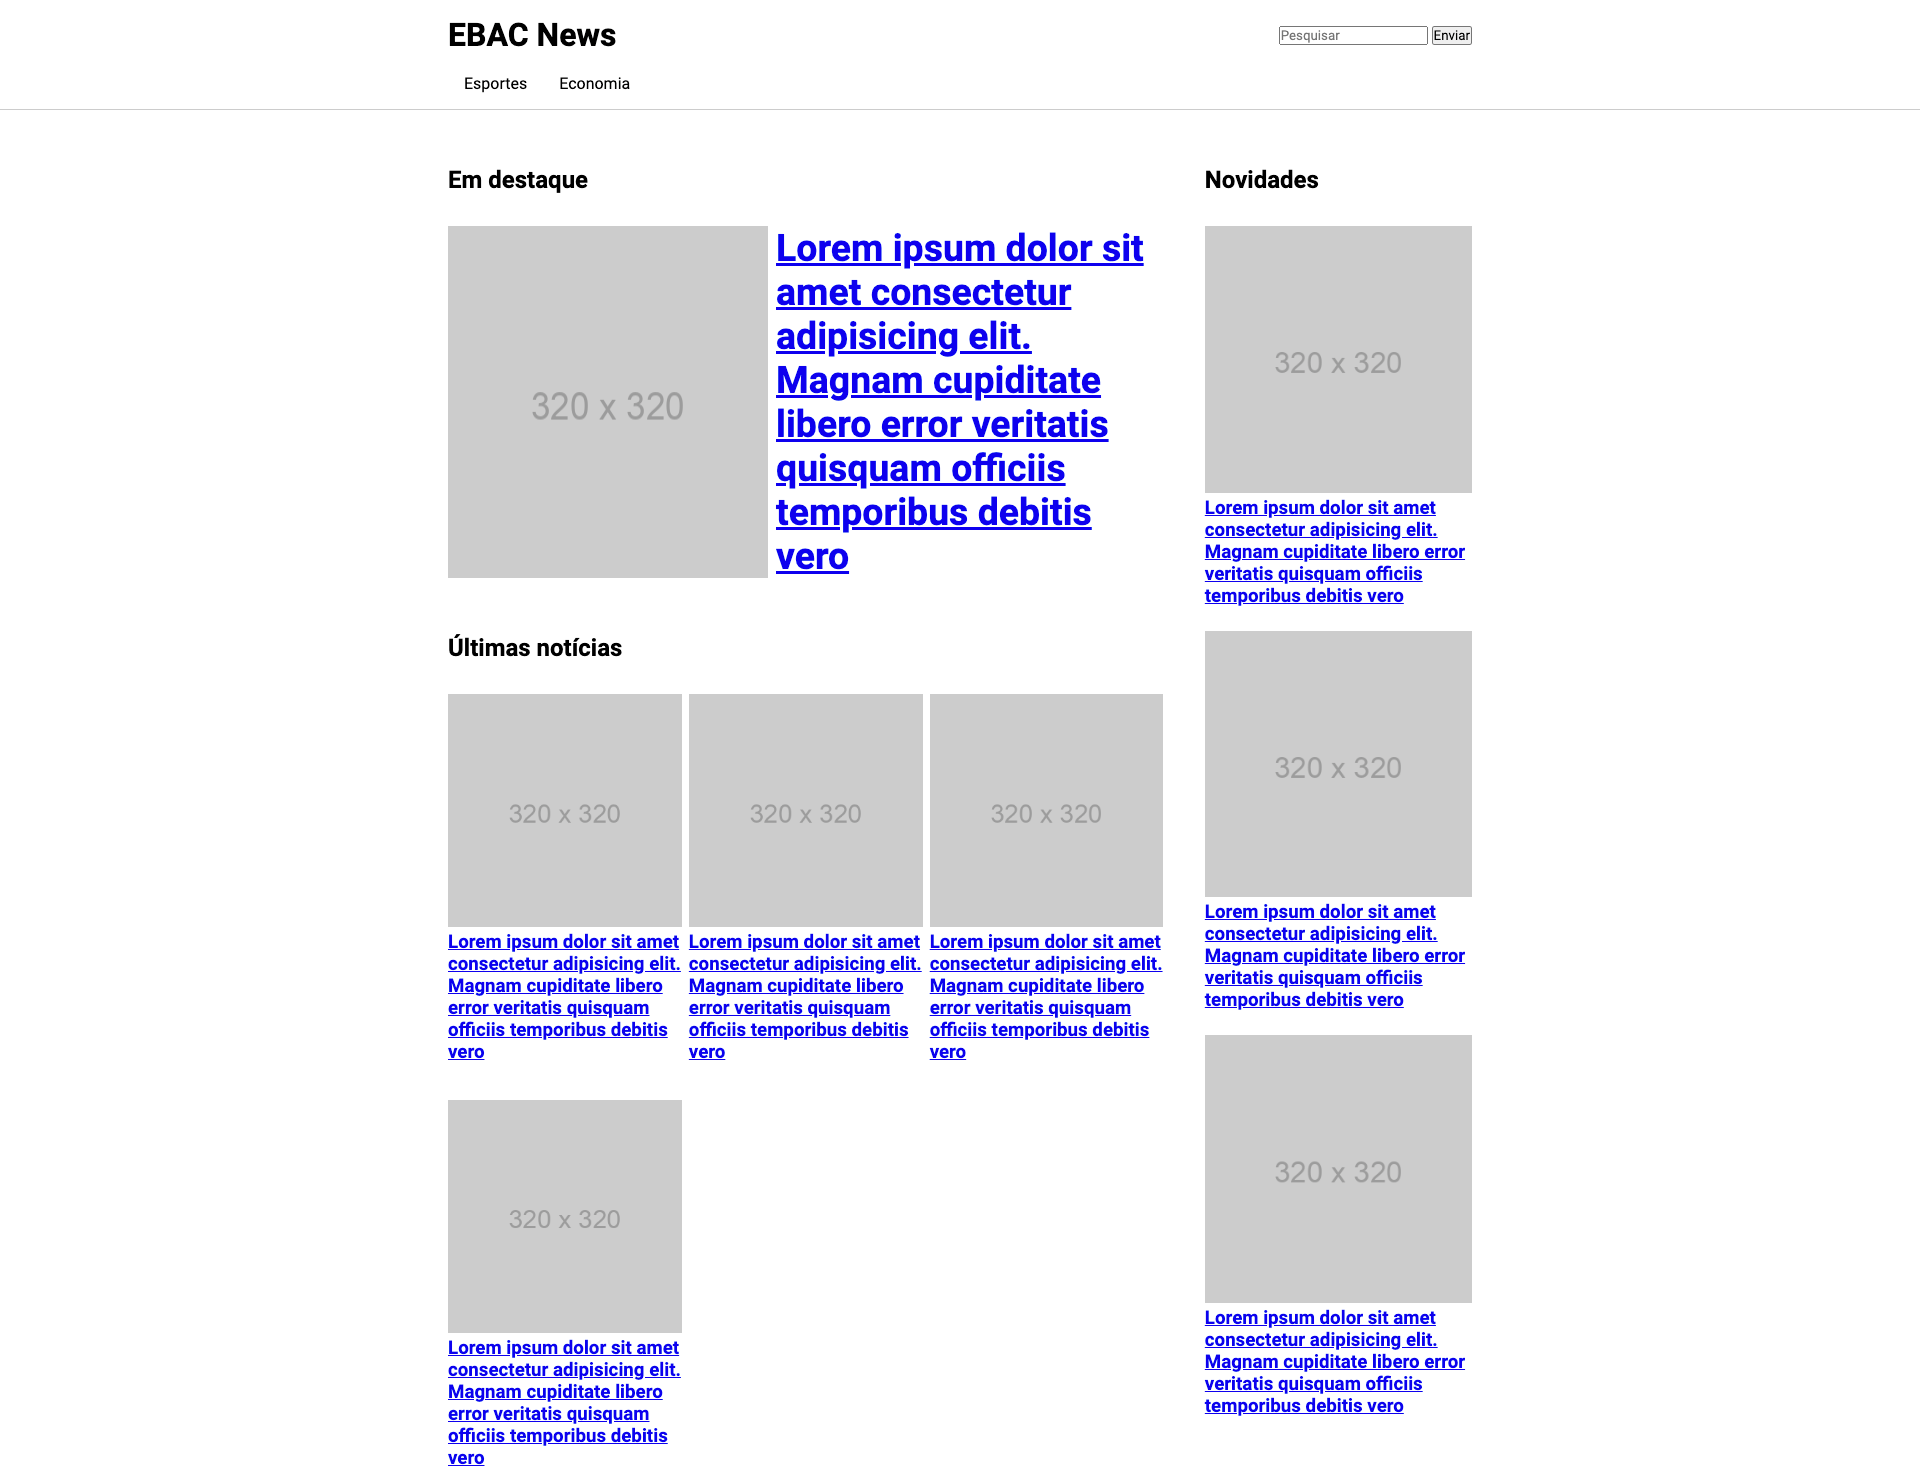 EBAC News
Pesquisar
Enviar
Esportes
Economia
Em destaque
320 x 320
Lorem ipsum dolor sit
amet consectetur
adipisicing elit.
Magnam cupiditate
libero error veritatis
quisquam officiis
temporibus debitis
vero
Últimas notícias
320 x 320
Lorem ipsum dolor sit amet
consectetur adipisicing elit.
Magnam cupiditate libero
error veritatis quisquam
officiis temporibus debitis
vero
320 x 320
Lorem ipsum dolor sit amet
consectetur adipisicing elit.
Magnam cupiditate libero
error veritatis quisquam
officiis temporibus debitis
vero
320 x 320
Lorem ipsum dolor sit amet
consectetur adipisicing elit.
Magnam cupiditate libero
error veritatis quisquam
officiis temporibus debitis
vero
320 x 320
Lorem ipsum dolor sit amet
consectetur adipisicing elit.
Magnam cupiditate libero
error veritatis quisquam
officiis temporibus debitis
vero
Novidades
320 x 320
Lorem ipsum dolor sit amet
consectetur adipisicing elit.
Magnam cupiditate libero error
veritatis quisquam officiis
temporibus debitis vero
320 x 320
Lorem ipsum dolor sit amet
consectetur adipisicing elit.
Magnam cupiditate libero error
veritatis quisquam officiis
temporibus debitis vero
320 x 320
Lorem ipsum dolor sit amet
consectetur adipisicing elit.
Magnam cupiditate libero error
veritatis quisquam officiis
temporibus debitis vero